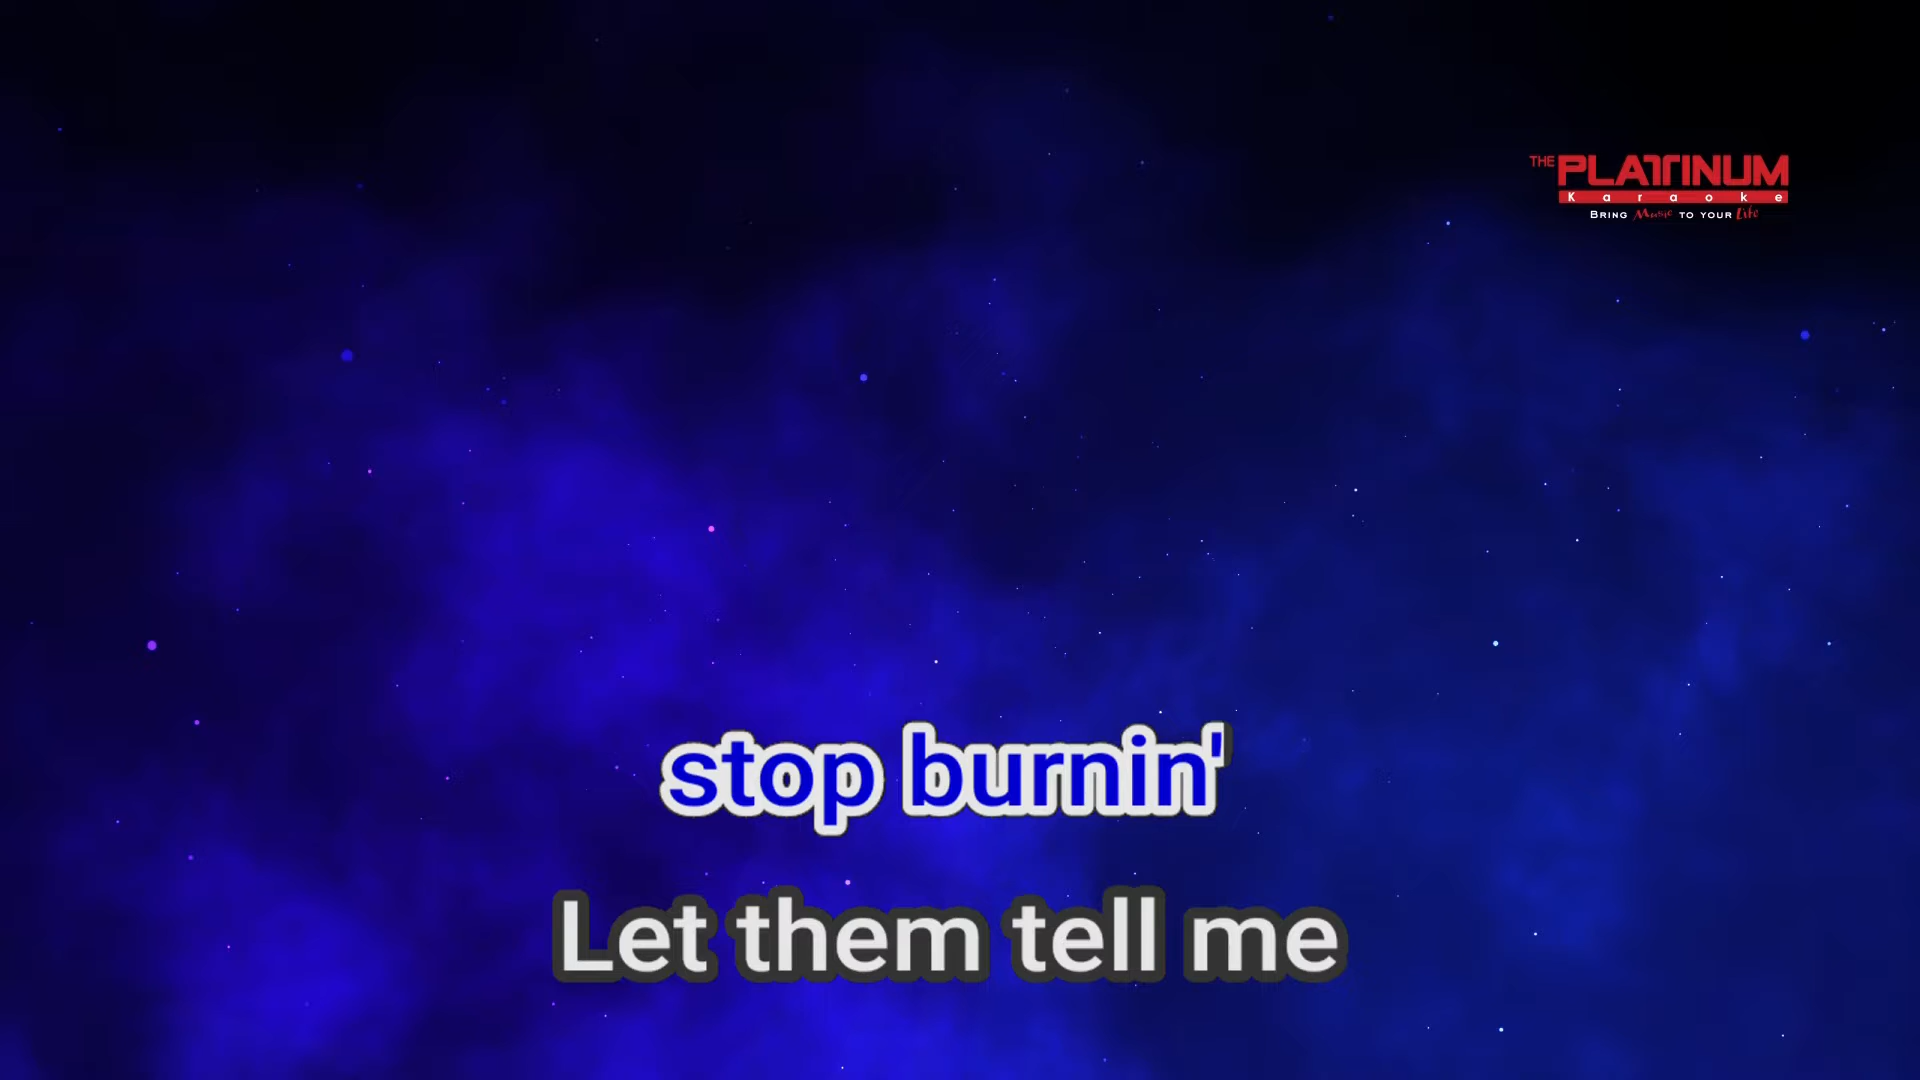 THE PLATINUM
Karaoke
BRING Music TO YOUR Life
stop burnin'
Let them tell me